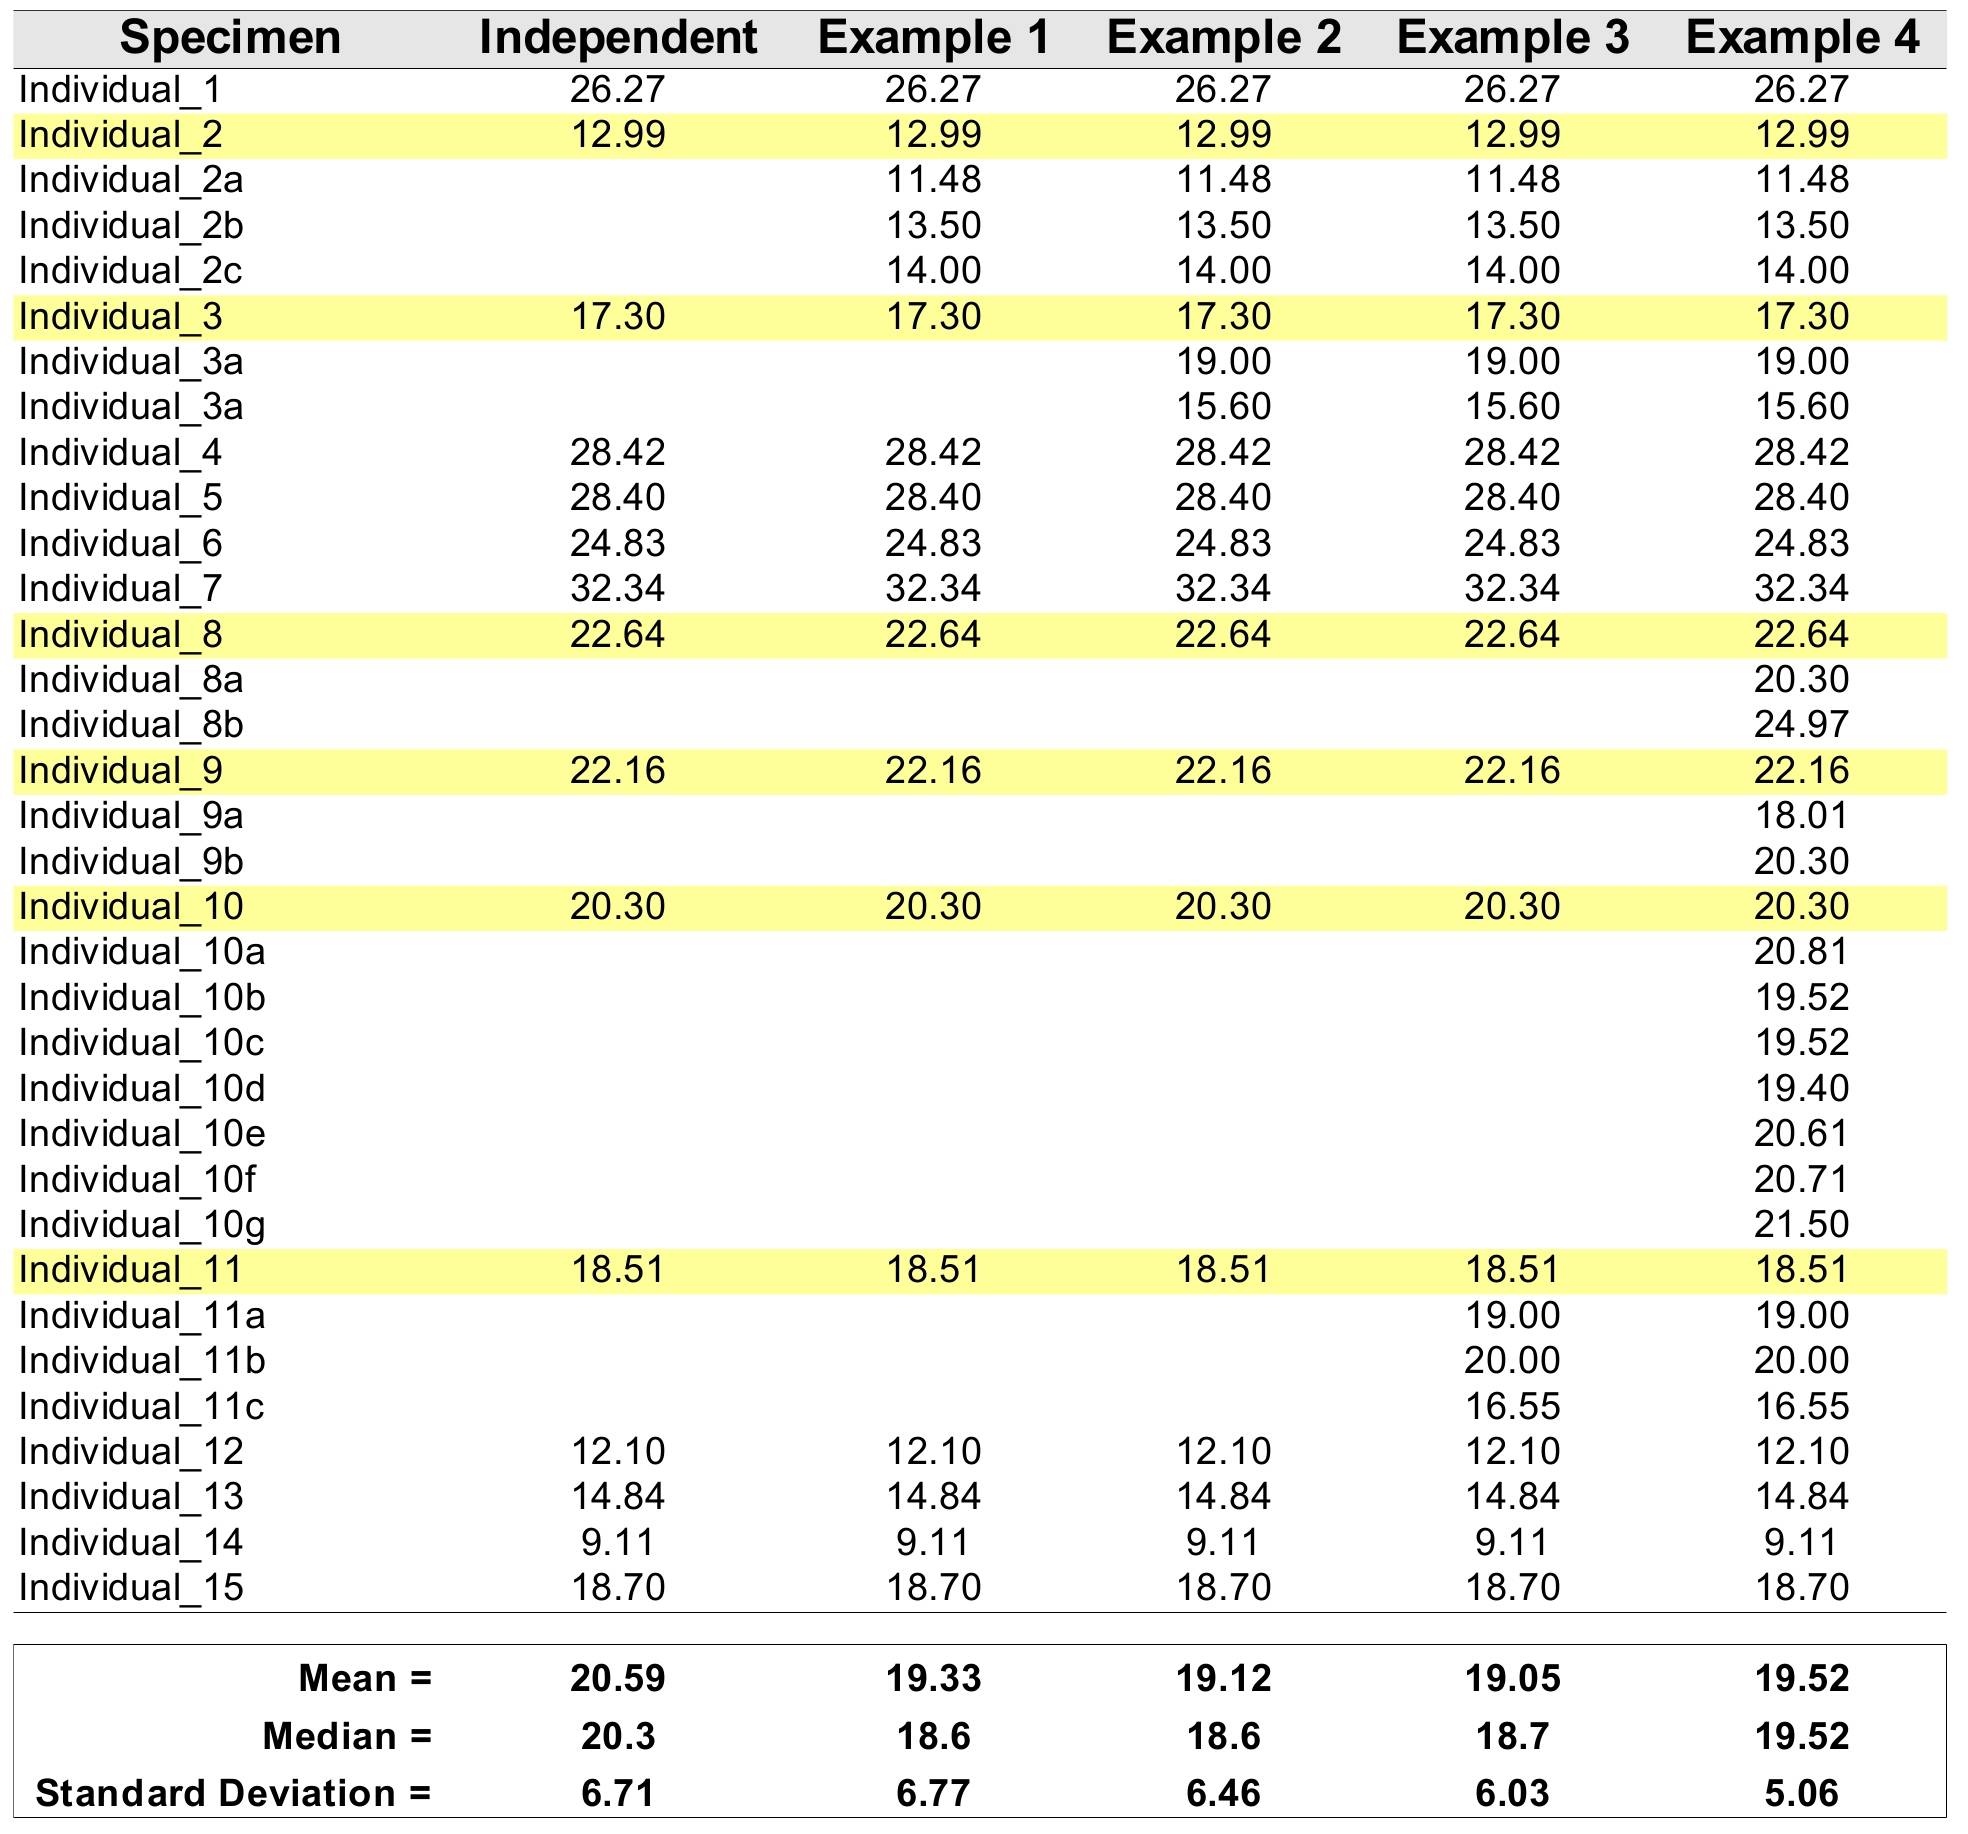 Specimen Independent Example 1 Example 2 Example 3 Example 4
Individual_1 26.27 26.27 26.27 26.27 26.27
Individual_2 12.99 12.99 12.99 12.99 12.99
Individual_2a 11.48 11.48 11.48 11.48
Individual_2b 13.50 13.50 13.50 13.50
Individual_2c 14.00 14.00 14.00 14.00
Individual_3 17.30 17.30 17.30 17.30 17.30
Individual_3a 19.00 19.00 19.00
Individual_3a 15.60 15.60 15.60
Individual_4 28.42 28.42 28.42 28.42 28.42
Individual_5 28.40 28.40 28.40 28.40 28.40
Individual_6 24.83 24.83 24.83 24.83 24.83
Individual_7 32.34 32.34 32.34 32.34 32.34
Individual_8 22.64 22.64 22.64 22.64 22.64
Individual_8a 20.30
Individual_8b 24.97
Individual_9 22.16 22.16 22.16 22.16 22.16
Individual_9a 18.01
Individual_9b 20.30
Individual_10 20.30 20.30 20.30 20.30 20.30
Individual_10a 20.81
Individual_10b 19.52
Individual_10c 19.52
Individual_10d 19.40
Individual_10e 20.61
Individual_10f 20.71
Individual_10g 21.50
Individual_11 18.51 18.51 18.51 18.51 18.51
Individual_11a 19.00 19.00
Individual_11b 20.00 20.00
Individual_11c 16.55 16.55
Individual_12 12.10 12.10 12.10 12.10 12.10
Individual_13 14.84 14.84 14.84 14.84 14.84
Individual_14 9.11 9.11 9.11 9.11 9.11
Individual_15 18.70 18.70 18.70 18.70 18.70
Mean = 20.59 19.33 19.12 19.05 19.52
Median = 20.3 18.6 18.6 18.7 19.52
Standard Deviation = 6.71 6.77 6.46 6.03 5.06